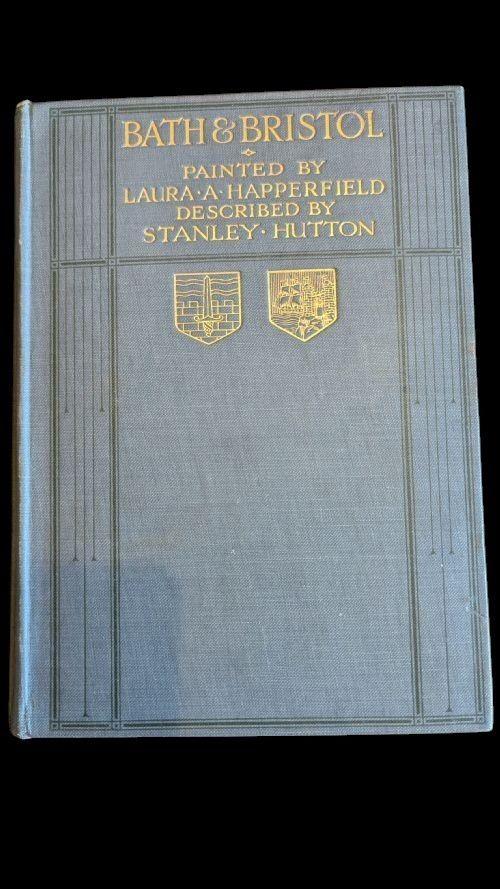 BATH & BRISTOL
PAINTED BY
LAURA·A·HAPPERFIELD
DESCRIBED BY
STANLEY·HUTTON